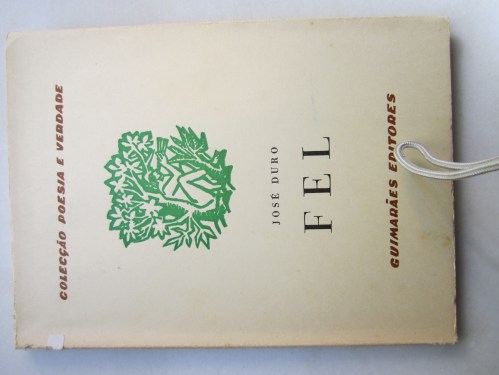 COLECÇÃO POESIA E VERDADE
JOSÉ DURO
FEL
GUIMARÃES EDITORES